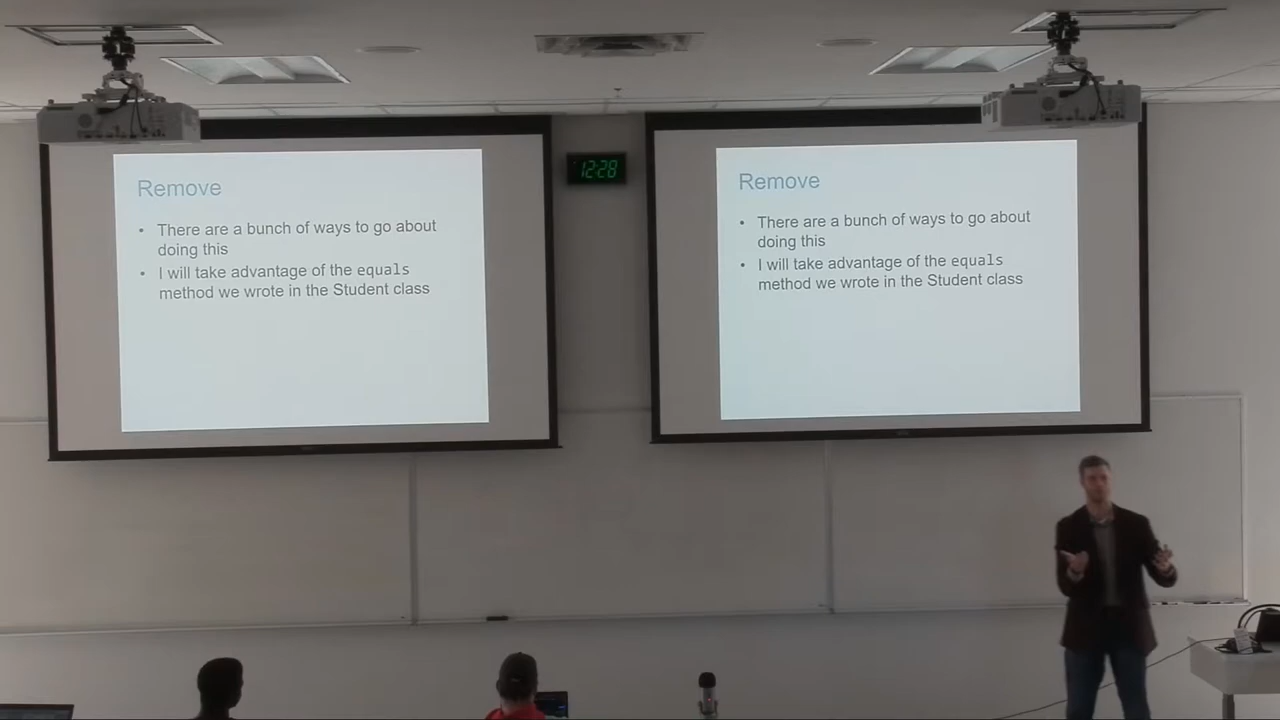 Remove
• There are a bunch of ways to go about
doing this
• I will take advantage of the equals
method we wrote in the Student class
12:28
Remove
• There are a bunch of ways to go about
doing this
• I will take advantage of the equals
method we wrote in the Student class